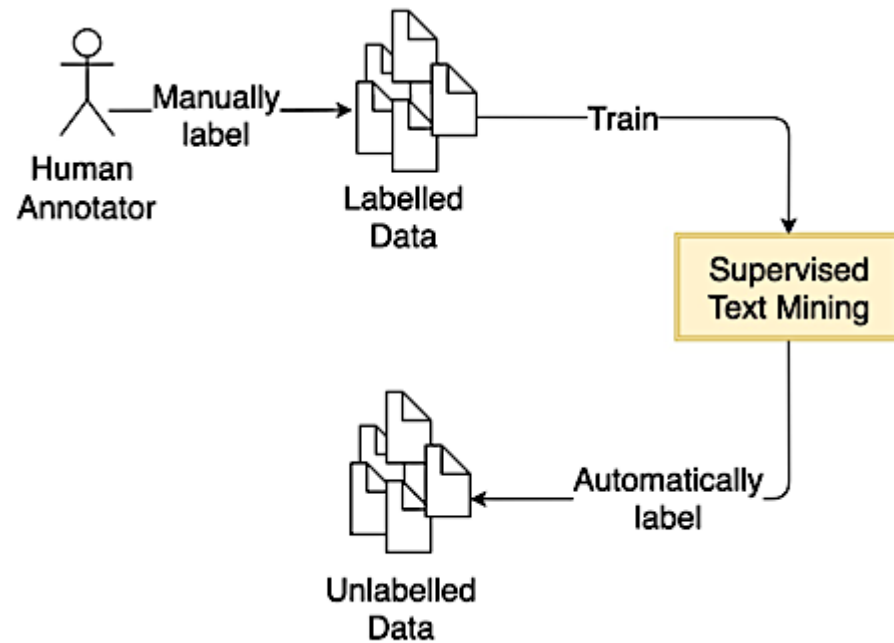 Manually
label
Human
Annotator
Labelled
Data
Train
Supervised
Text Mining
Automatically
label
Unlabelled
Data